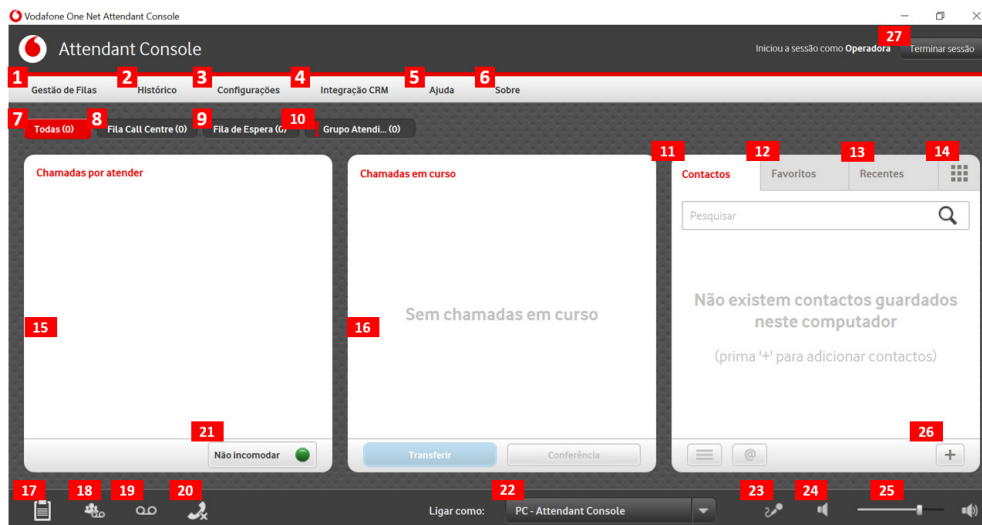 Vodafone One Net Attendant Console
Attendant Console
Iniciou a sessão como Operadora
27
Terminar sessão
1 2 3 4 5 6
Gestão de Filas Histórico Configurações Integração CRM Ajuda Sobre
7 8 9 10
Todas (0) Fila Call Centre (0) Fila de Espera (0) Grupo Atendi... (0)
Chamadas por atender
15
21
Não incomodar
Chamadas em curso
16
Sem chamadas em curso
Transferir Conferência
11 12 13 14
Contactos Favoritos Recentes
Pesquisar
Não existem contactos guardados
neste computador
(prima '+' para adicionar contactos)
26
@ +
17 18 19 20 22 23 24 25
Ligar como: PC - Attendant Console